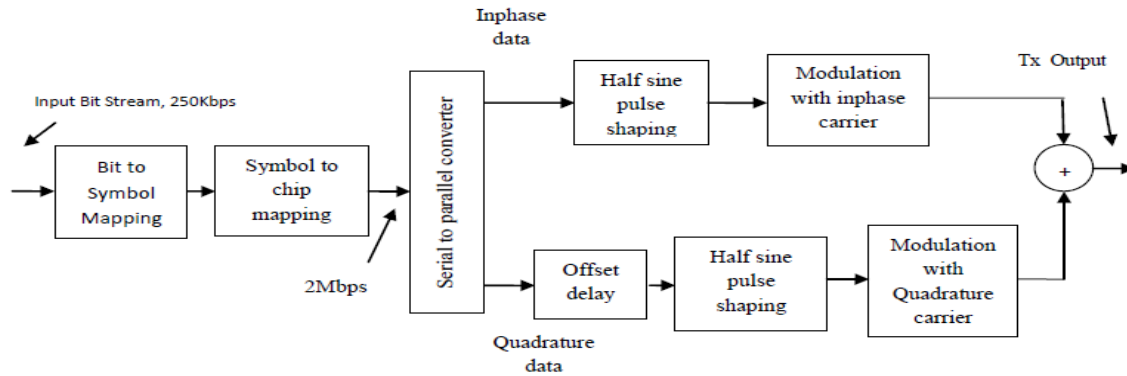 Inphase
data
Tx Output
Input Bit Stream, 250Kbps
Bit to
Symbol
Mapping
Symbol to
chip
mapping
2Mbps
Serial to parallel converter
Half sine
pulse
shaping
Modulation
with inphase
carrier
+
Offset
delay
Half sine
pulse
shaping
Modulation
with
Quadrature
carrier
Quadrature
data